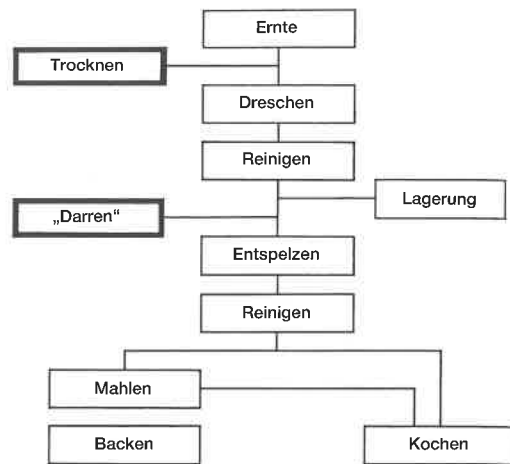 Ernte
Trocknen
Dreschen
Reinigen
Lagerung
„Darren“
Entspelzen
Reinigen
Mahlen
Backen
Kochen